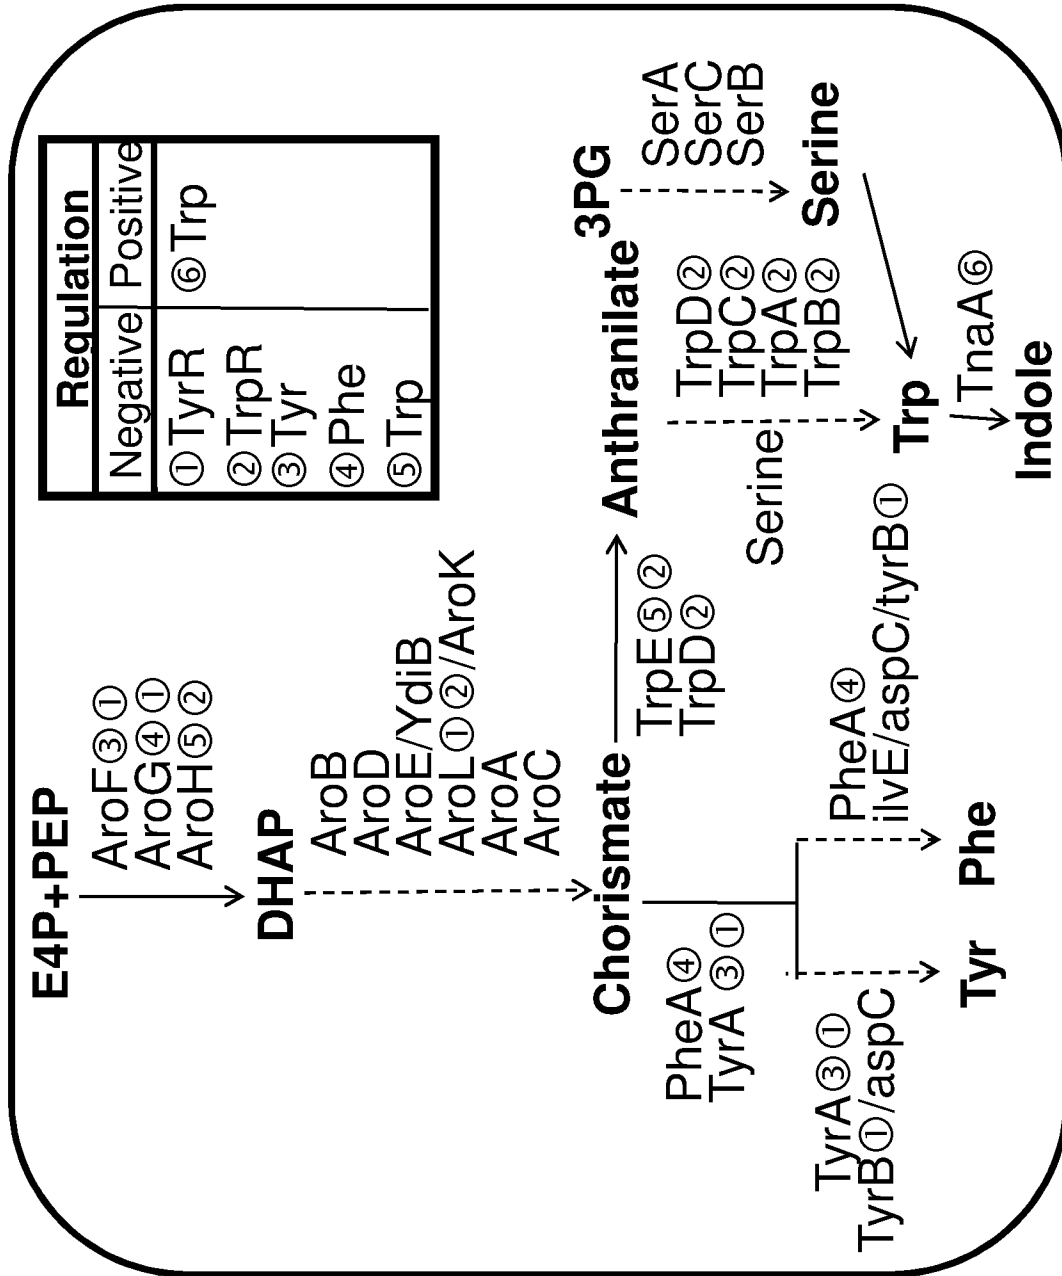 E4P+PEP
AroF③①
AroG④①
AroH⑤②
DHAP
AroB
AroD
AroE/YdiB
AroL①②/AroK
AroA
AroC
Chorismate
TrpE⑤②
TrpD②
Anthranilate
3PG
SerA
SerC
SerB
Serine
TrpD②
TrpC②
TrpA②
TrpB②
Serine
Trp
TnaA⑥
Indole
PheA④
TyrA ③①
TyrA③①
TyrB①/aspC
PheA④
ilvE/aspC/tyrB①
Tyr
Phe
Regulation
Negative
Positive
①TyrR
⑥Trp
②TrpR
③Tyr
④Phe
⑤Trp